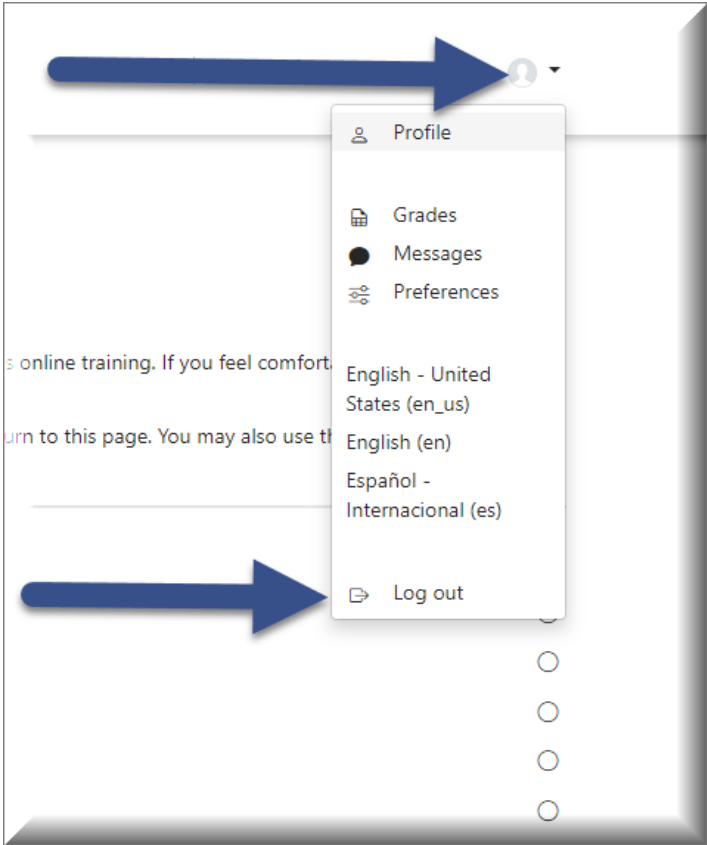 Profile
Grades
Messages
Preferences
s online training. If you feel comfort
English - United
States (en_us)
urn to this page. You may also use th
English (en)
Español -
Internacional (es)
Log out